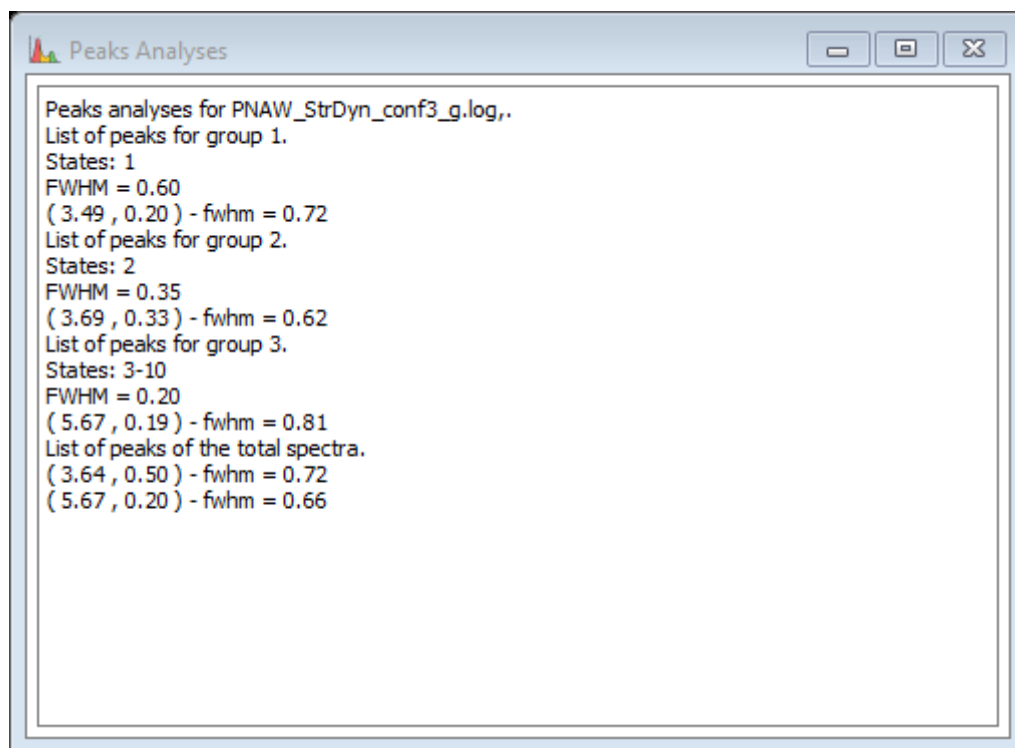 Peaks Analyses
Peaks analyses for PNAW_StrDyn_conf3_g.log,.
List of peaks for group 1.
States: 1
FWHM = 0.60
( 3.49 , 0.20 ) - fwhm = 0.72
List of peaks for group 2.
States: 2
FWHM = 0.35
( 3.69 , 0.33 ) - fwhm = 0.62
List of peaks for group 3.
States: 3-10
FWHM = 0.20
( 5.67 , 0.19 ) - fwhm = 0.81
List of peaks of the total spectra.
( 3.64 , 0.50 ) - fwhm = 0.72
( 5.67 , 0.20 ) - fwhm = 0.66